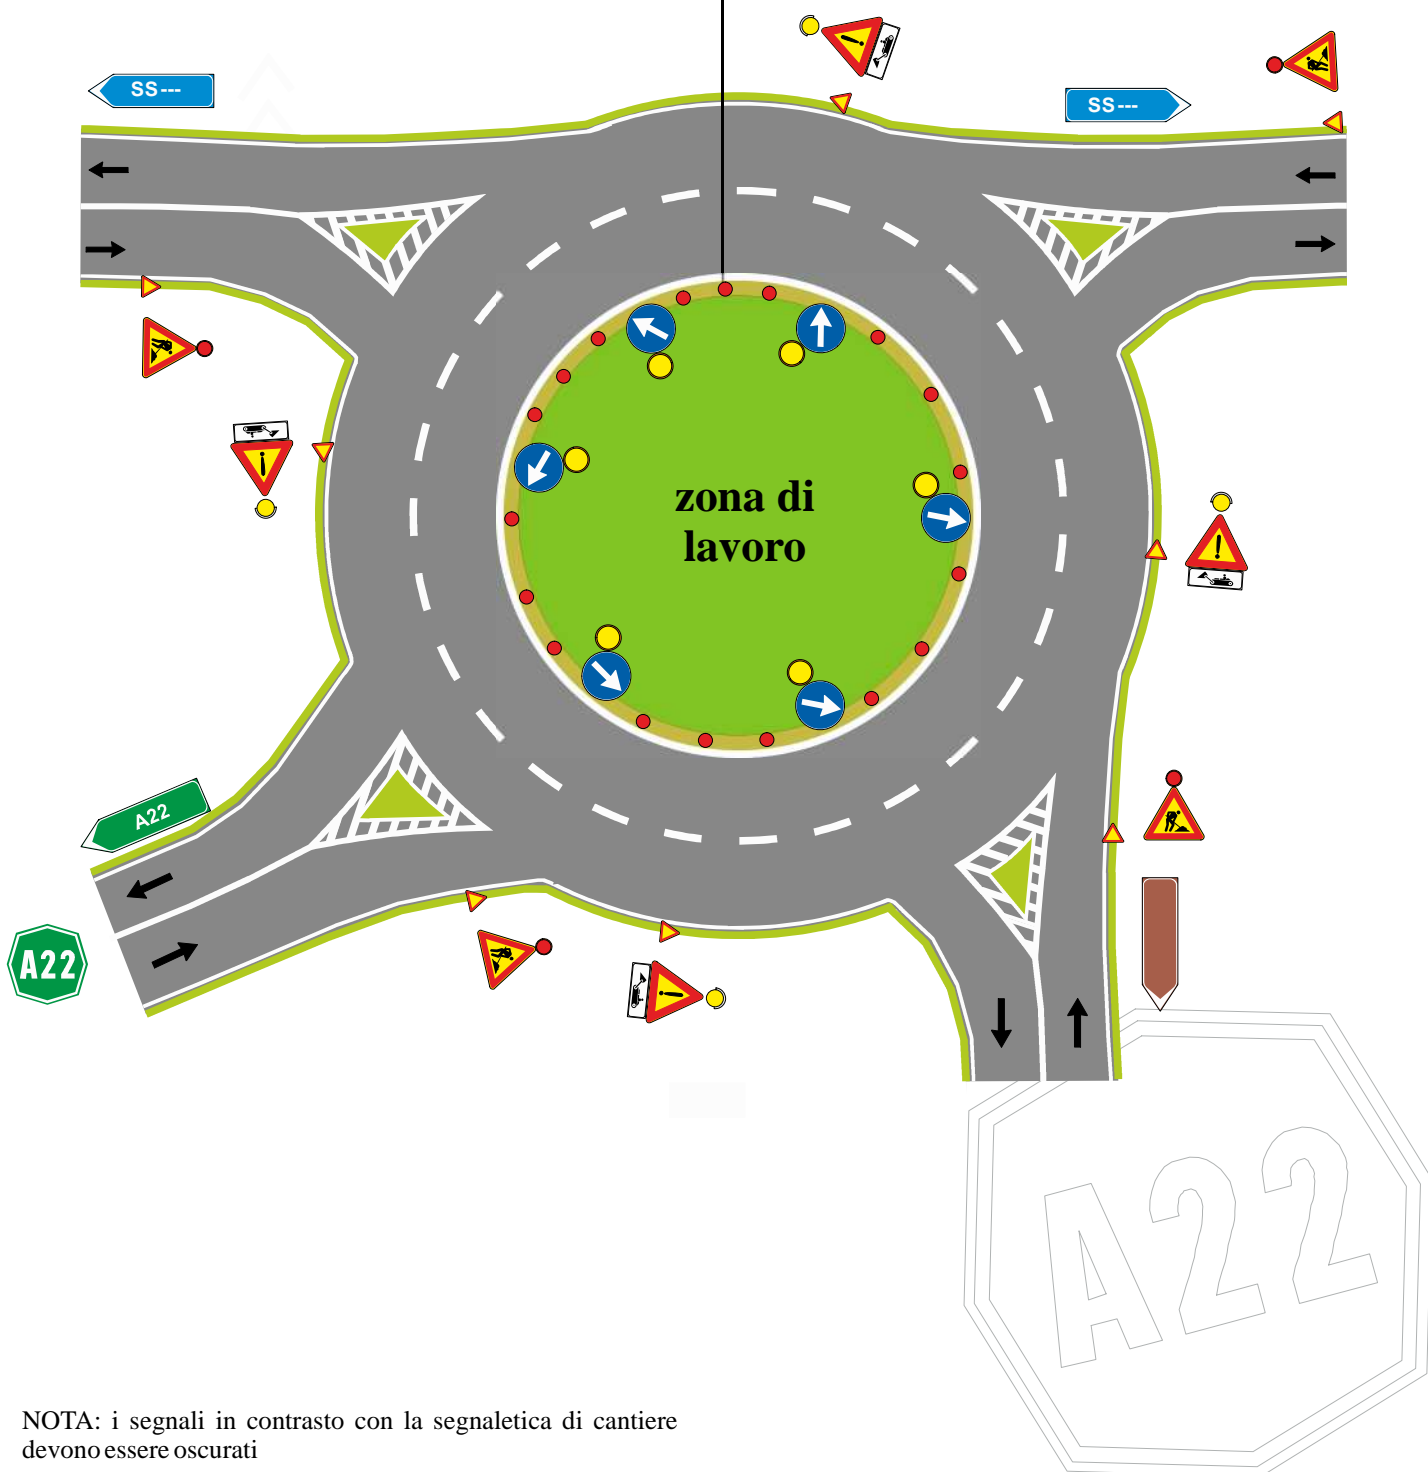 SS---
SS---
zona di
lavoro
A22
A22
A22
NOTA: i segnali in contrasto con la segnaletica di cantiere
devono essere oscurati